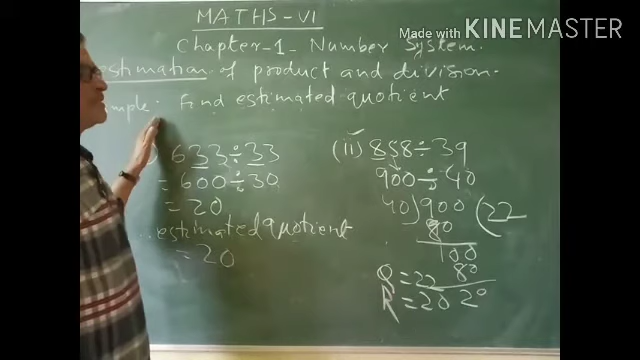 MATHS-VI
Made with KINEMASTER
Chapter-1- Number System.
estimation of product and division.
Find estimated quotient
633÷33
= 600÷30
= 20
..estimated quotient
= 20
(ii) 858÷39
900÷40
40)900(22
80
100
80
20
Q=22
R=20